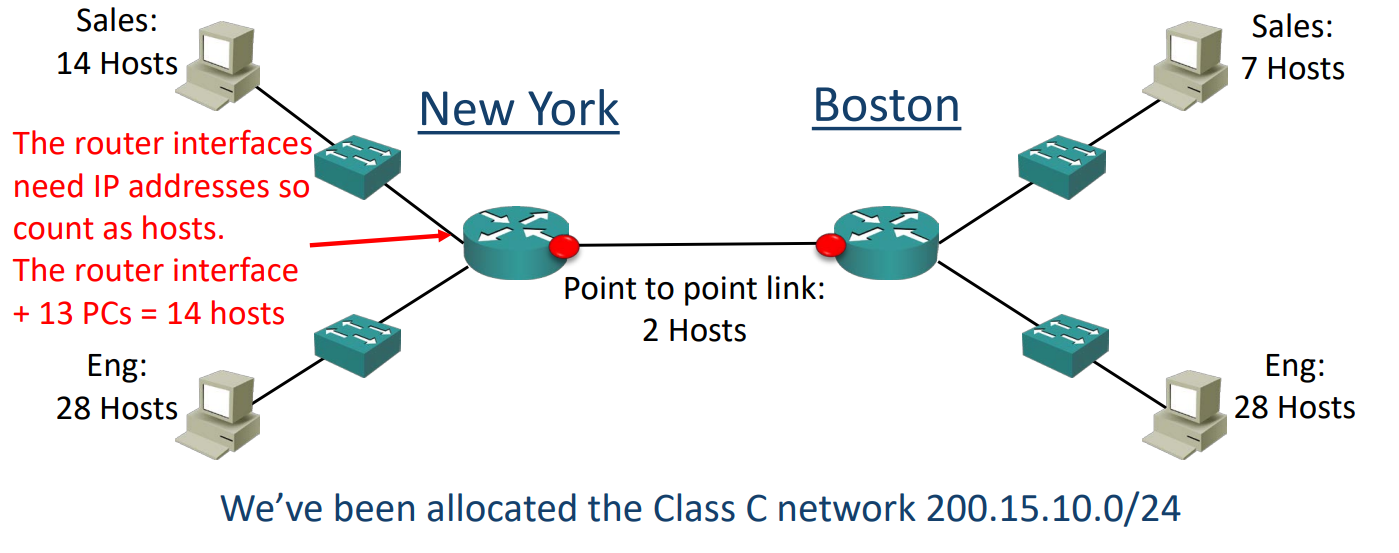 Sales:
14 Hosts
New York
The router interfaces
need IP addresses so
count as hosts.
The router interface
+ 13 PCs = 14 hosts
Eng:
28 Hosts
Point to point link:
2 Hosts
Boston
Sales:
7 Hosts
Eng:
28 Hosts
We’ve been allocated the Class C network 200.15.10.0/24